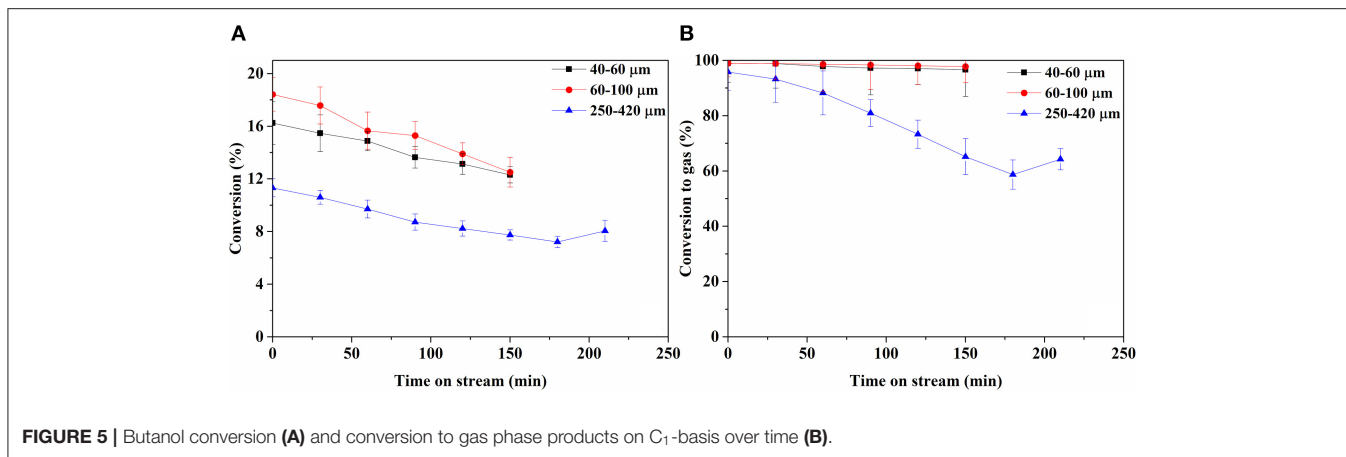 A
20
16
12
8
4
0
Conversion (%)
40-60 μm
60-100 μm
250-420 μm
0
50
100
150
200
250
Time on stream (min)
B
100
80
60
40
20
0
Conversion to gas (%)
40-60 μm
60-100 μm
250-420 μm
0
50
100
150
200
250
Time on stream (min)
FIGURE 5 | Butanol conversion (A) and conversion to gas phase products on C₁-basis over time (B).